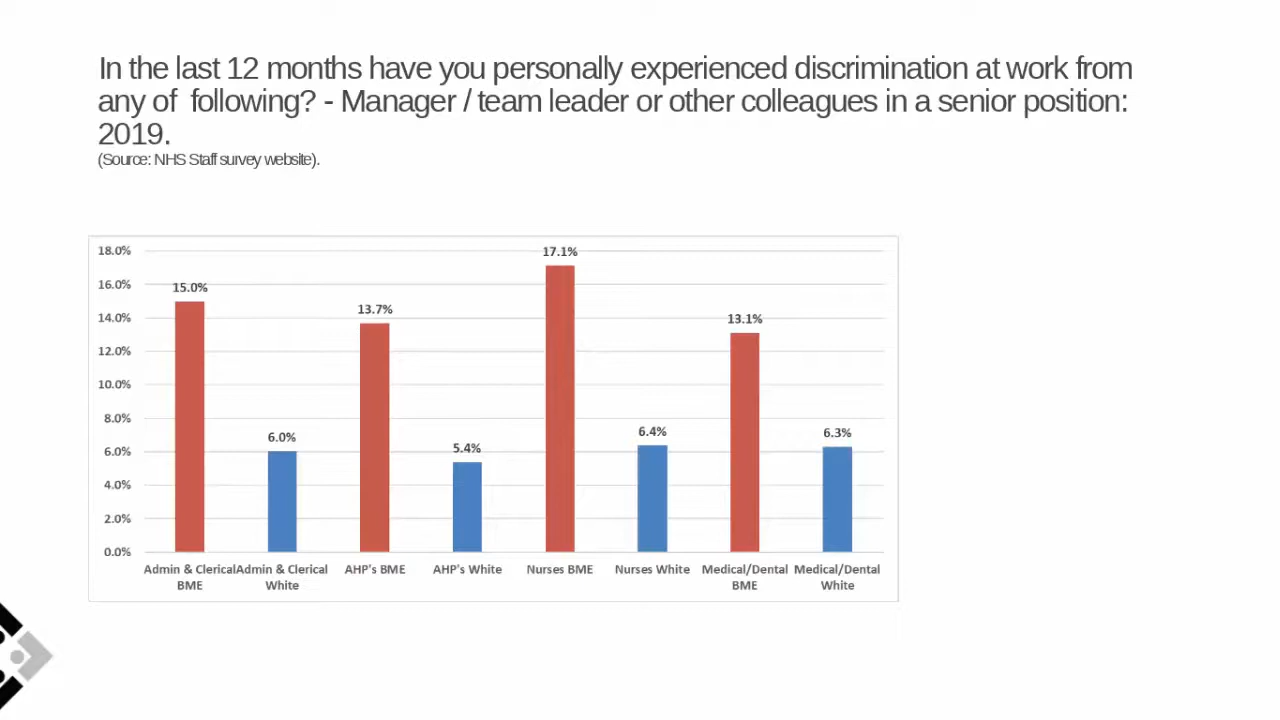 In the last 12 months have you personally experienced discrimination at work from
any of  following? - Manager / team leader or other colleagues in a senior position:
2019.
(Source: NHS Staff survey website).
18.0%
16.0%
14.0%
12.0%
10.0%
8.0%
6.0%
4.0%
2.0%
0.0%
15.0%
6.0%
13.7%
5.4%
17.1%
6.4%
13.1%
6.3%
Admin & Clerical BME
Admin & Clerical White
AHP's BME
AHP's White
Nurses BME
Nurses White
Medical/Dental BME
Medical/Dental White